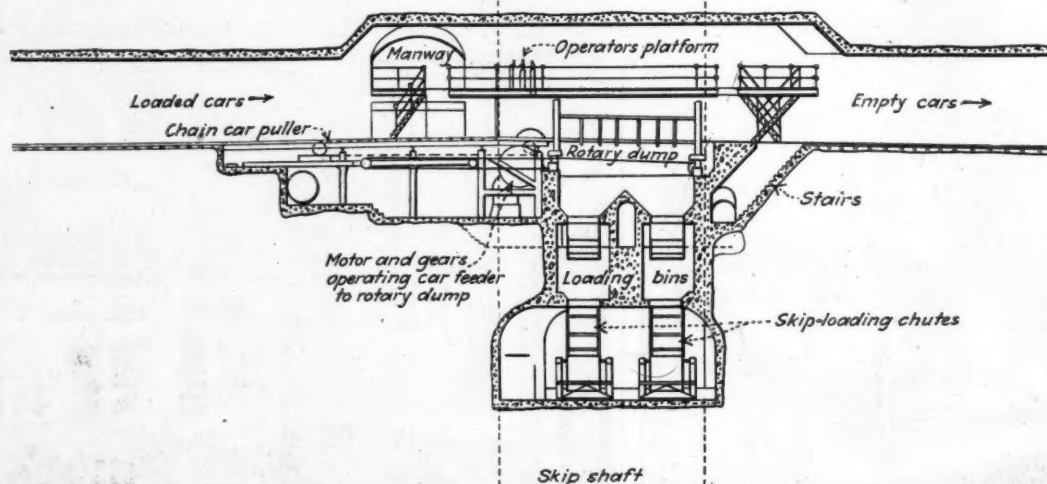 Manway
Operators platform
Loaded cars →
Empty cars →
Chain car puller
Rotary dump
Stairs
Motor and gears
operating car feeder
to rotary dump
Loading bins
Skip-loading chutes
Skip shaft